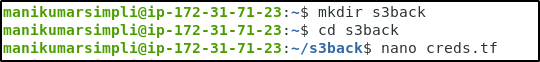 manikumarsimpli@ip-172-31-71-23:~$ mkdir s3back
manikumarsimpli@ip-172-31-71-23:~$ cd s3back
manikumarsimpli@ip-172-31-71-23:~/s3back$ nano creds.tf